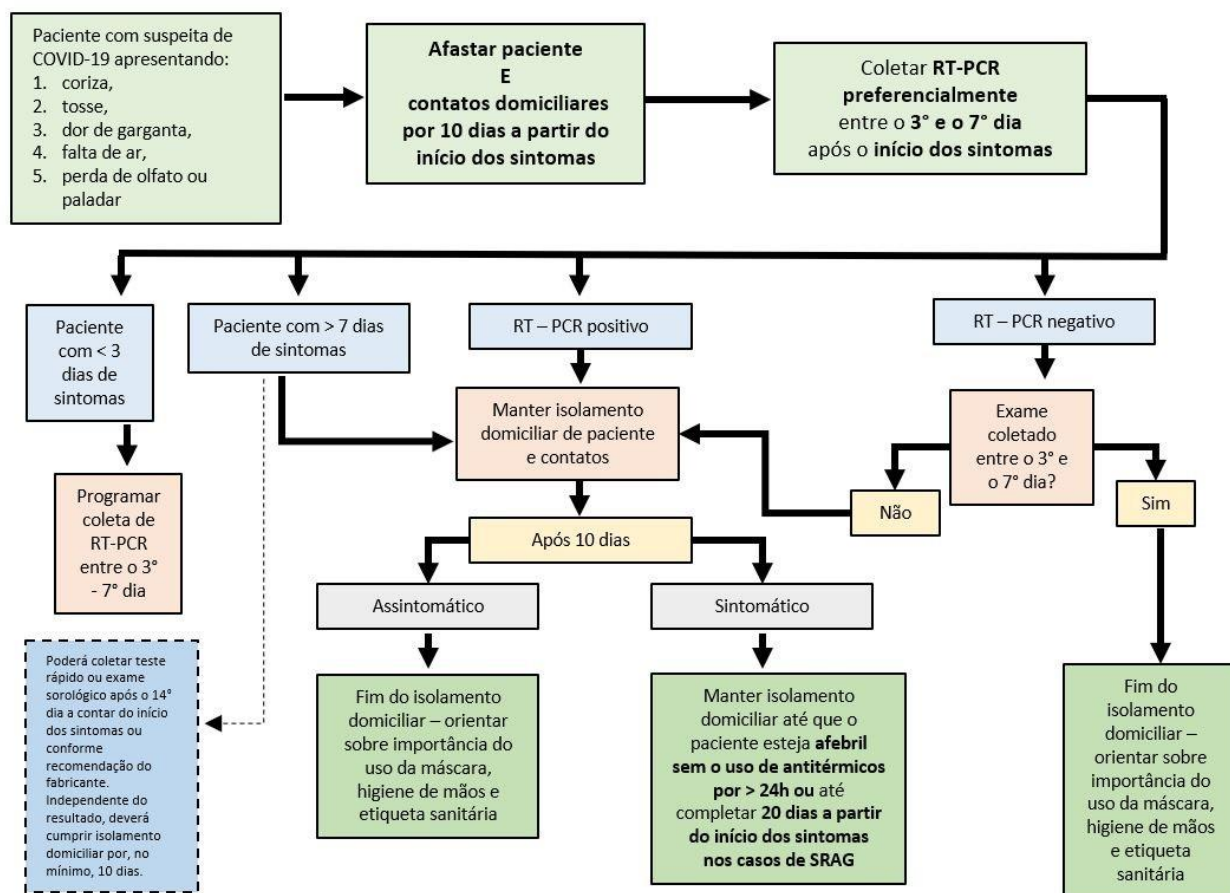 Paciente com suspeita de
COVID-19 apresentando:
1. coriza,
2. tosse,
3. dor de garganta,
4. falta de ar,
5. perda de olfato ou
paladar
Afastar paciente
E
contatos domiciliares
por 10 dias a partir do
início dos sintomas
Coletar RT-PCR
preferencialmente
entre o 3° e o 7° dia
após o início dos sintomas
Paciente
com < 3
dias de
sintomas
Paciente com > 7 dias
de sintomas
RT – PCR positivo
RT – PCR negativo
Programar
coleta de
RT-PCR
entre o 3°
- 7° dia
Manter isolamento
domiciliar de paciente
e contatos
Exame
coletado
entre o 3° e
o 7° dia?
Não
Sim
Após 10 dias
Assintomático
Sintomático
Poderá coletar teste
rápido ou exame
sorológico após o 14°
dia a contar do início
dos sintomas ou
conforme
recomendação do
fabricante.
Independente do
resultado, deverá
cumprir isolamento
domiciliar por, no
mínimo, 10 dias.
Fim do isolamento
domiciliar – orientar
sobre importância do
uso da máscara,
higiene de mãos e
etiqueta sanitária
Manter isolamento
domiciliar até que o
paciente esteja afebril
sem o uso de antitérmicos
por > 24h ou até
completar 20 dias a partir
do início dos sintomas
nos casos de SRAG
Fim do
isolamento
domiciliar –
orientar sobre
importância do
uso da máscara,
higiene de mãos
e etiqueta
sanitária